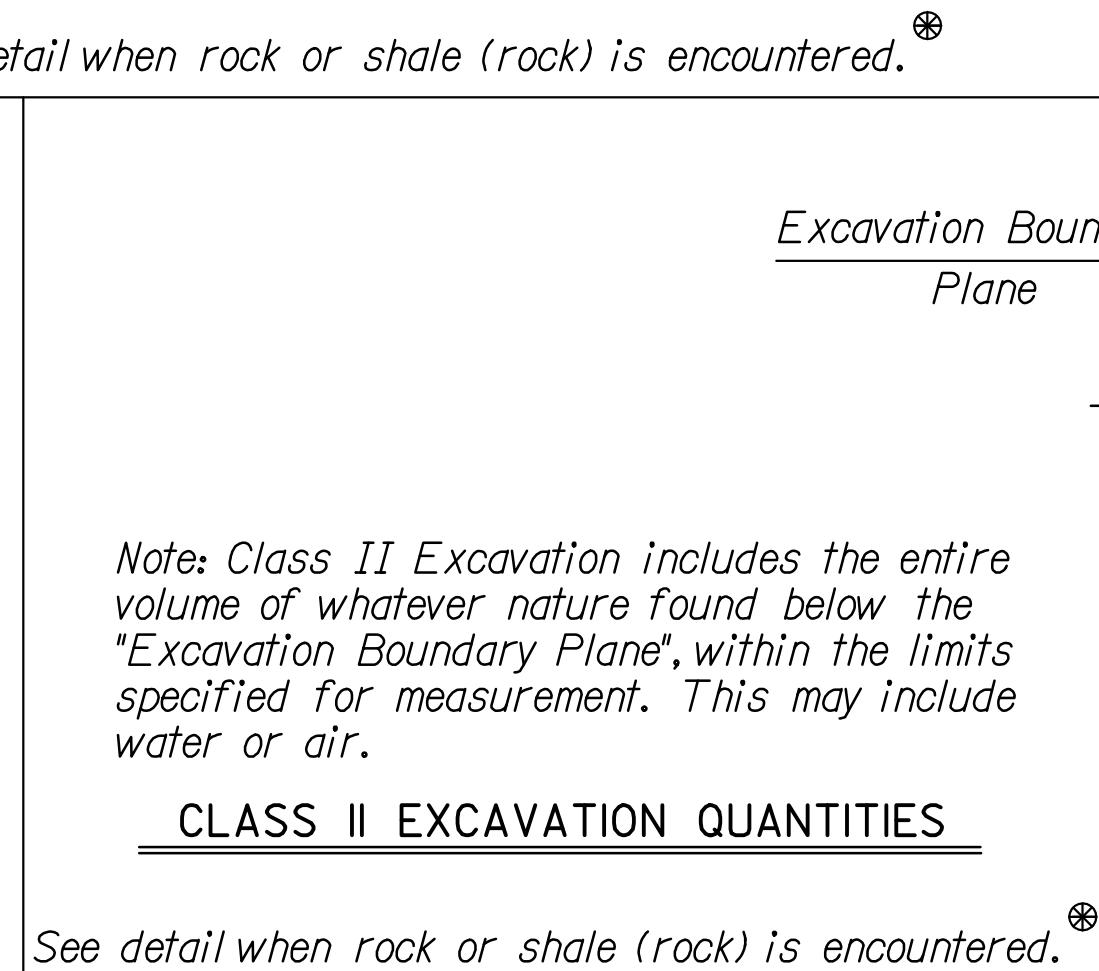 when rock or shale (rock) is encountered.
Excavation
Plane
Note: Class II Excavation includes the entire
volume of whatever nature found below the
"Excavation Boundary Plane", within the limits
specified for measurement. This may include
water or air.
CLASS II EXCAVATION QUANTITIES
See detail when rock or shale (rock) is encountered.